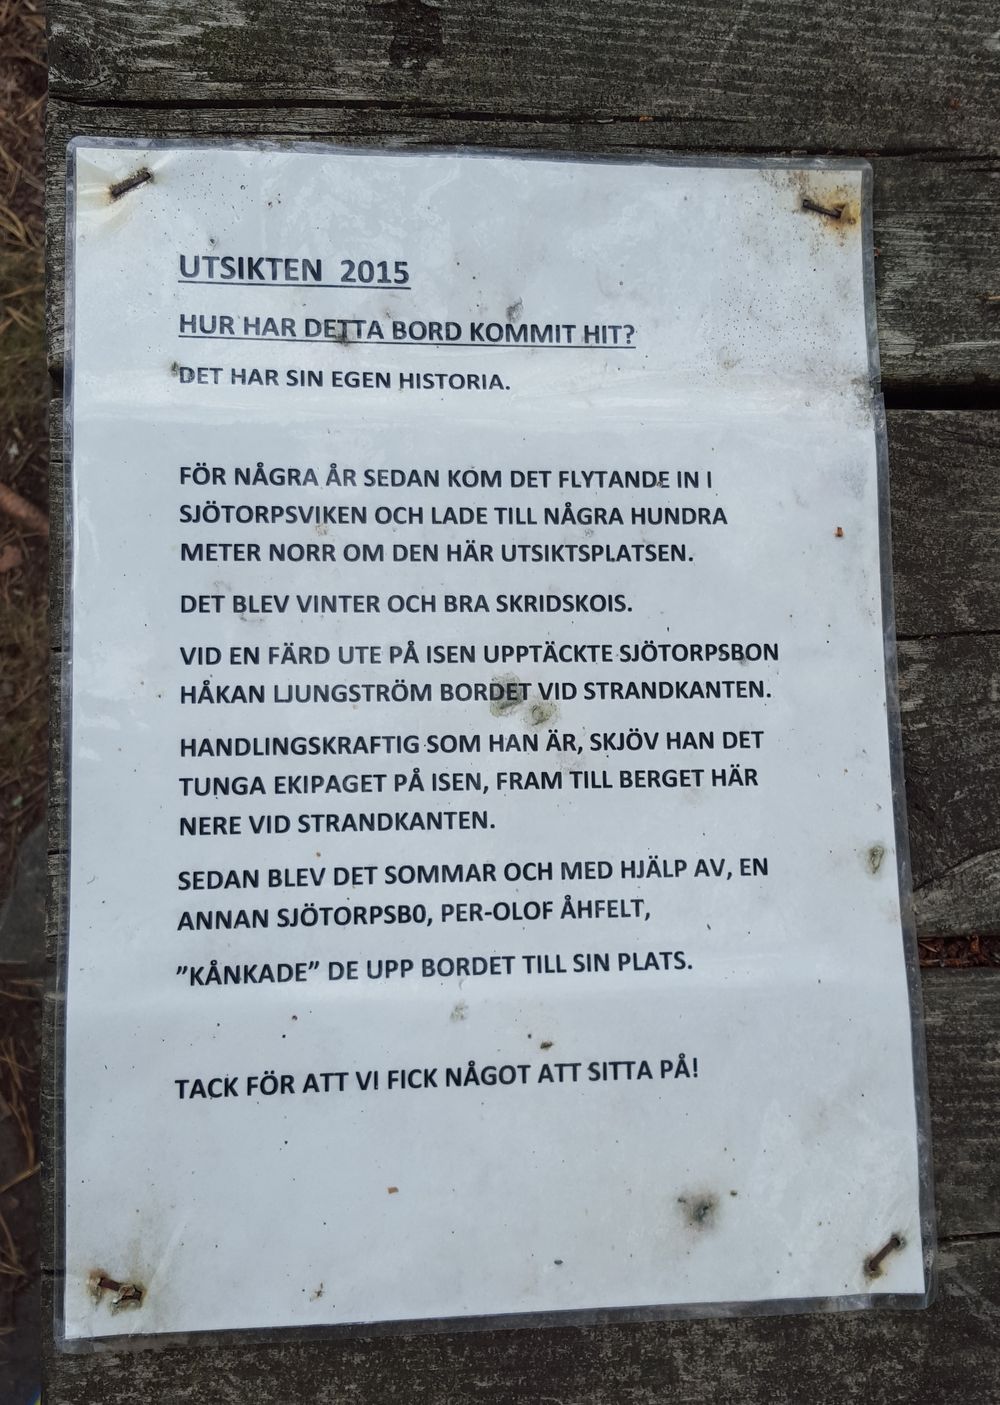 UTSIKTEN 2015
HUR HAR DETTA BORD KOMMIT HIT?
DET HAR SIN EGEN HISTORIA.
FÖR NÅGRA ÅR SEDAN KOM DET FLYTANDE IN I
SJÖTORPSVIKEN OCH LADE TILL NÅGRA HUNDRA
METER NORR OM DEN HÄR UTSIKTSPLATSEN.
DET BLEV VINTER OCH BRA SKRIDSKOIS.
VID EN FÄRD UTE PÅ ISEN UPPTÄCKTE SJÖTORPSBON
HÅKAN LJUNGSTRÖM BORDET VID STRANDKANTEN.
HANDLINGSKRAFTIG SOM HAN ÄR, SKJÖV HAN DET
TUNGA EKIPAGET PÅ ISEN, FRAM TILL BERGET HÄR
NERE VID STRANDKANTEN.
SEDAN BLEV DET SOMMAR OCH MED HJÄLP AV, EN
ANNAN SJÖTORPSB0, PER-OLOF ÅHFELT,
”KÅNKADE” DE UPP BORDET TILL SIN PLATS.
TACK FÖR ATT VI FICK NÅGOT ATT SITTA PÅ!